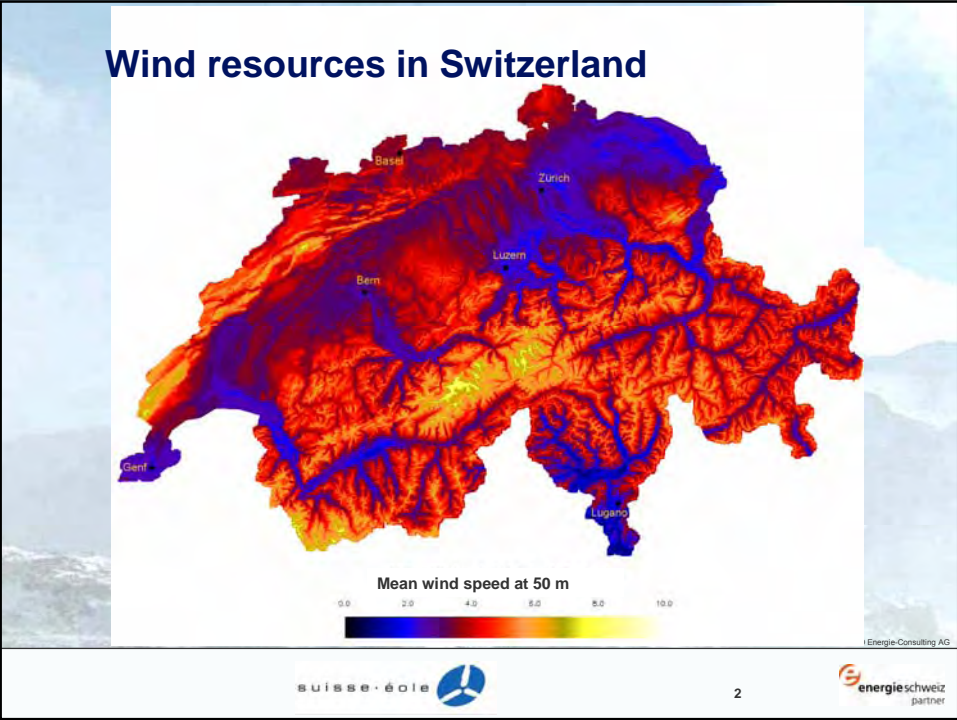 Wind resources in Switzerland
Basel
Zürich
Luzern
Bern
Genf
Lugano
Mean wind speed at 50 m
0.0 2.0 4.0 6.0 8.0 10.0
Energie-Consulting AG
suisse·éole
2
energieschweiz
partner